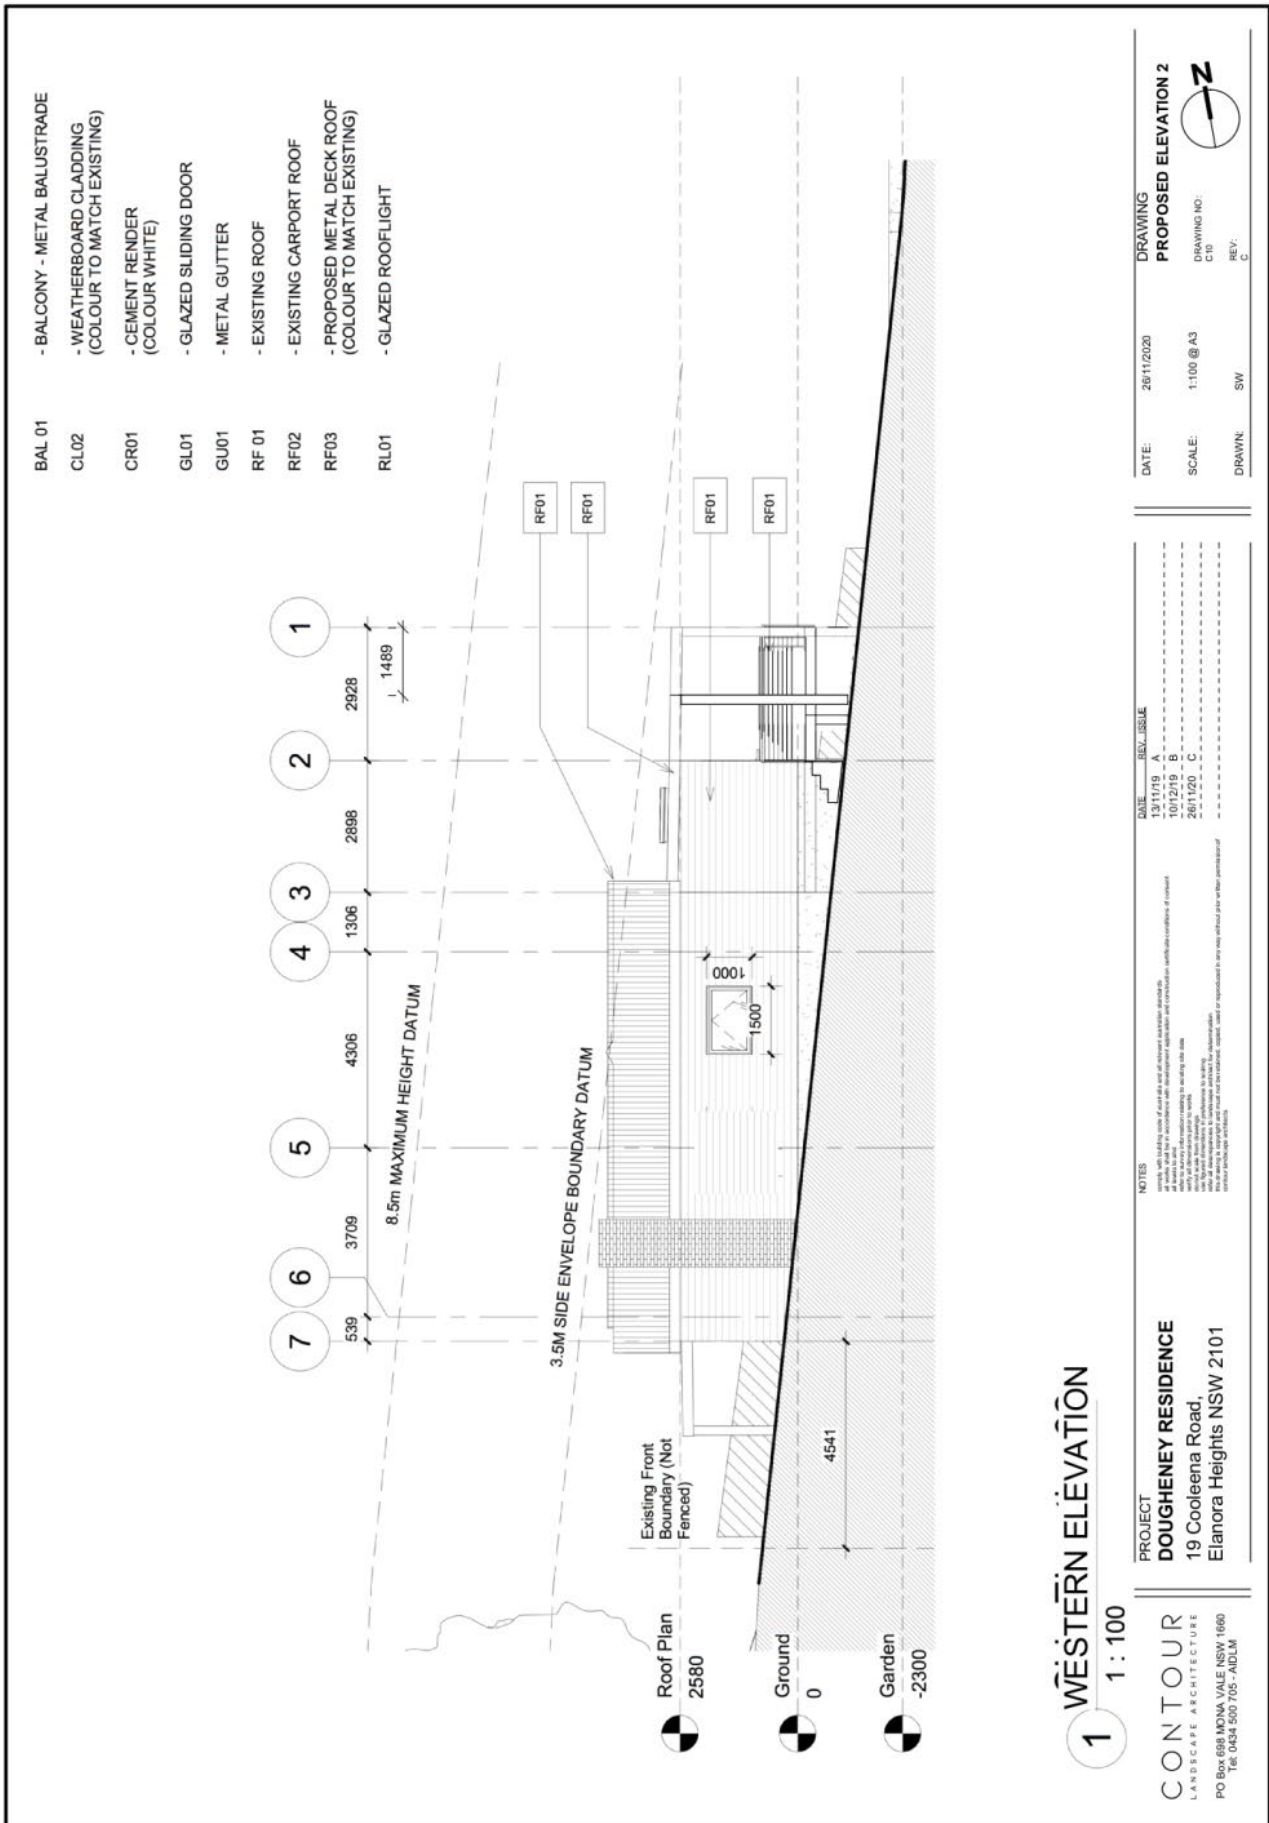 BAL 01 - BALCONY - METAL BALUSTRADE
CL02 - WEATHERBOARD CLADDING
(COLOUR TO MATCH EXISTING)
CR01 - CEMENT RENDER
(COLOUR WHITE)
GL01 - GLAZED SLIDING DOOR
GU01 - METAL GUTTER
RF 01 - EXISTING ROOF
RF02 - EXISTING CARPORT ROOF
RF03 - PROPOSED METAL DECK ROOF
(COLOUR TO MATCH EXISTING)
RL01 - GLAZED ROOFLIGHT
7 6 5 4 3 2 1
539 3709 4306 1306 2898 2928
1489
8.5m MAXIMUM HEIGHT DATUM
3.5M SIDE ENVELOPE BOUNDARY DATUM
RF01
RF01
RF01
RF01
1000
1500
Existing Front
Boundary (Not
Fenced)
4541
Roof Plan
2580
Ground
0
Garden
-2300
1 WESTERN ELEVATION
1 : 100
CONTOUR
LANDSCAPE ARCHITECTURE
PO Box 698 MONA VALE NSW 1660
Tel: 0434 500 705 - AIDLM
PROJECT
DOUGHENEY RESIDENCE
19 Cooleena Road,
Elanora Heights NSW 2101
NOTES
DATE REV. ISSUE
13/11/19 A
10/12/19 B
26/11/20 C
DATE: 26/11/2020
SCALE: 1:100 @ A3
DRAWN: SW
DRAWING
PROPOSED ELEVATION 2
DRAWING NO:
C10
REV:
C
N